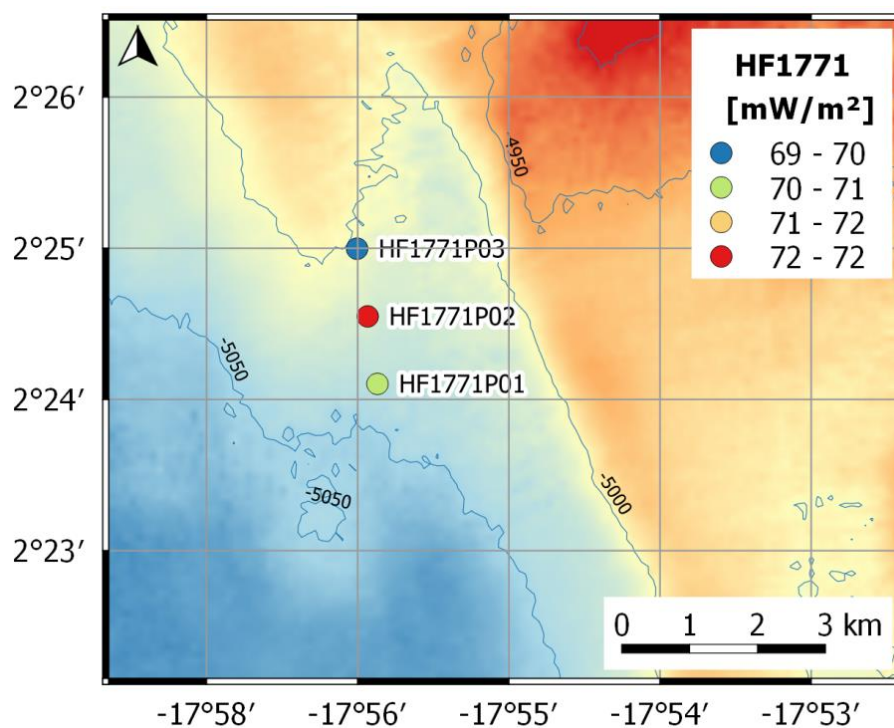 HF1771
[mW/m²]
69 - 70
70 - 71
71 - 72
72 - 72
2°26′
2°25′
2°24′
2°23′
-4950
HF1771P03
HF1771P02
HF1771P01
-5050
-5050
-5000
0 1 2 3 km
-17°58′ -17°56′ -17°55′ -17°54′ -17°53′